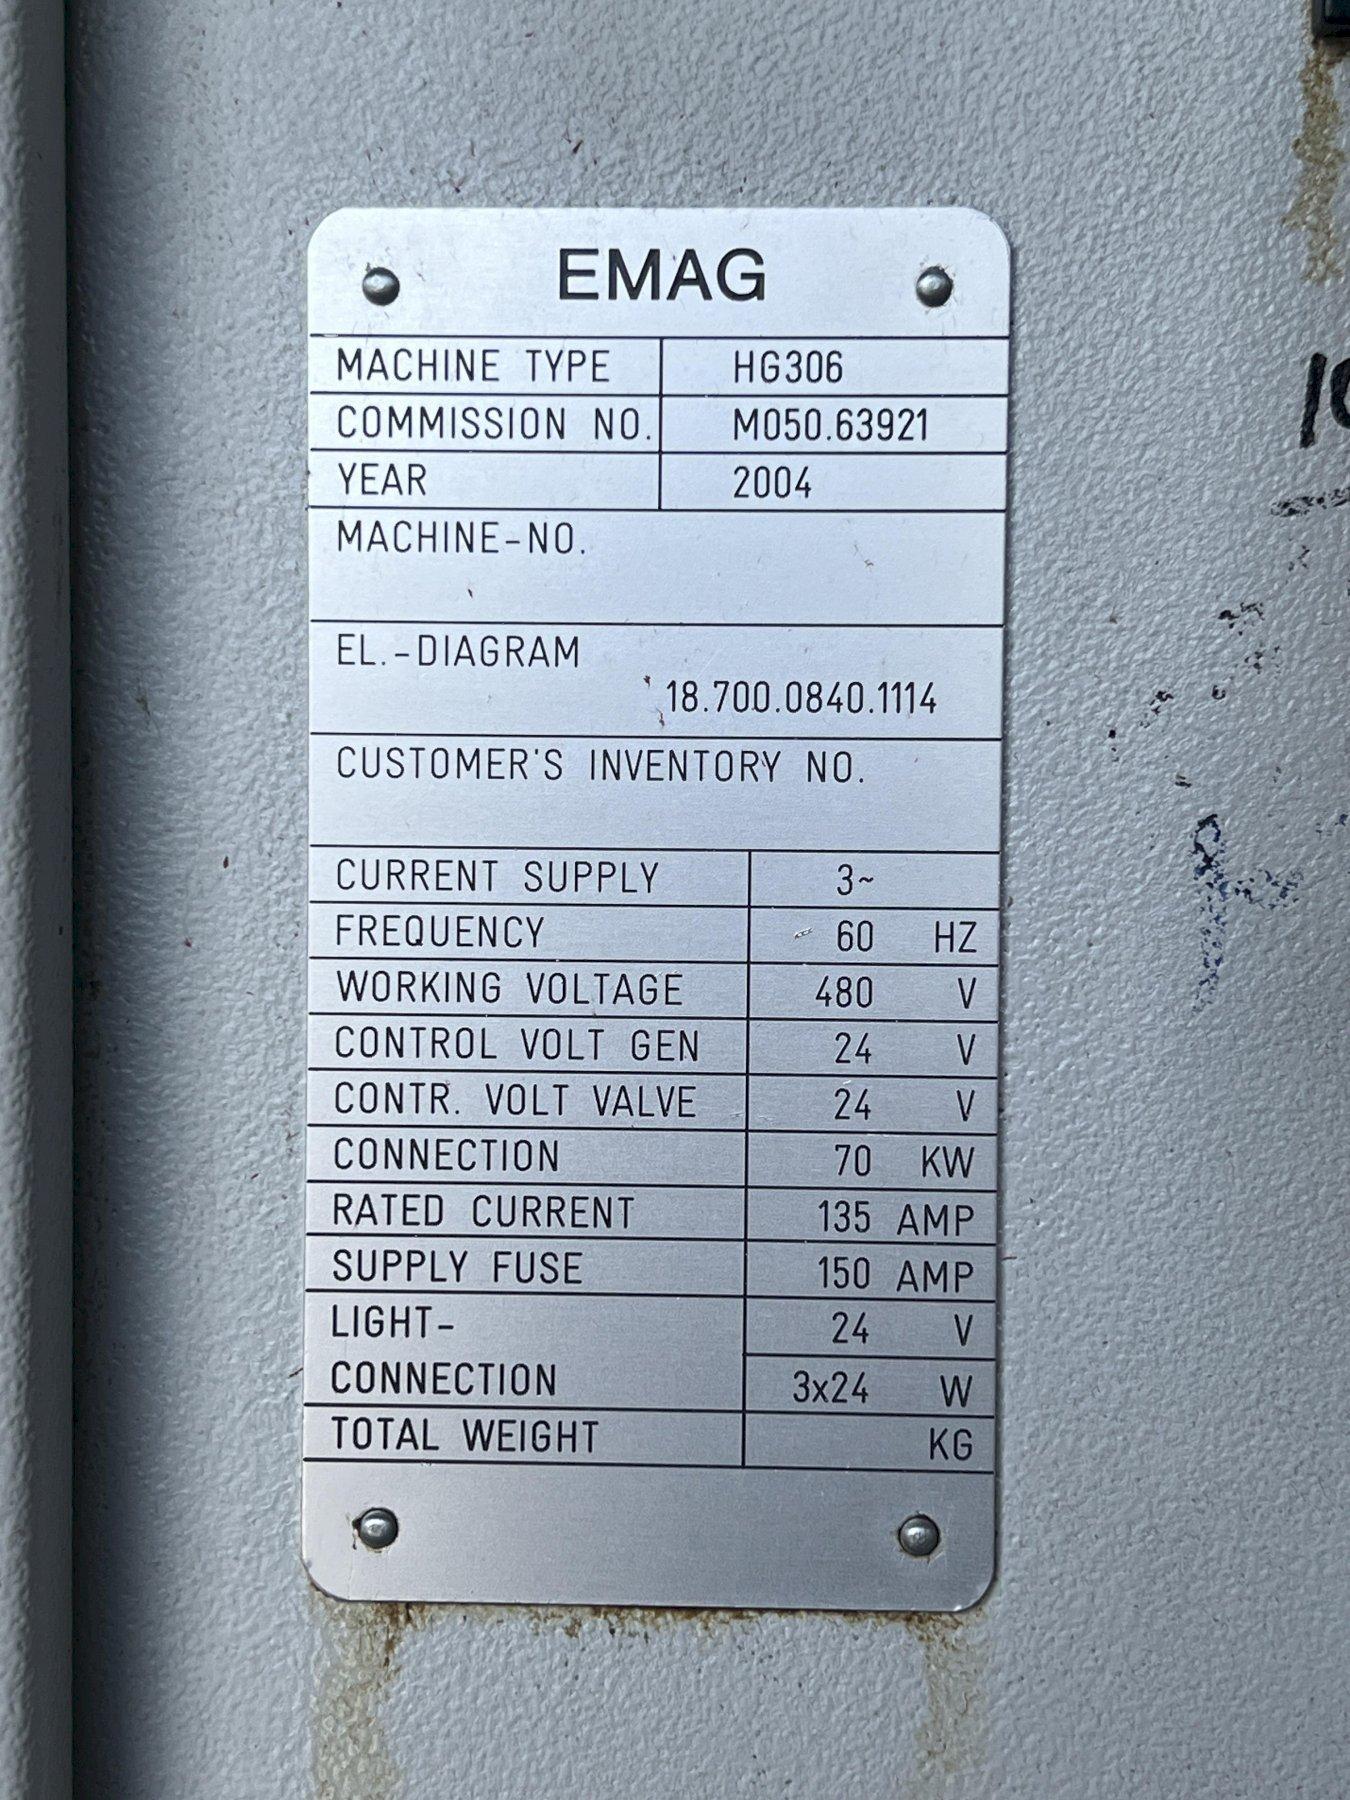 EMAG
MACHINE TYPE HG306
COMMISSION NO. M050.63921
YEAR 2004
MACHINE-NO.
EL.-DIAGRAM
18.700.0840.1114
CUSTOMER'S INVENTORY NO.
CURRENT SUPPLY 3~
FREQUENCY 60 HZ
WORKING VOLTAGE 480 V
CONTROL VOLT GEN 24 V
CONTR. VOLT VALVE 24 V
CONNECTION 70 KW
RATED CURRENT 135 AMP
SUPPLY FUSE 150 AMP
LIGHT- 24 V
CONNECTION 3x24 W
TOTAL WEIGHT KG